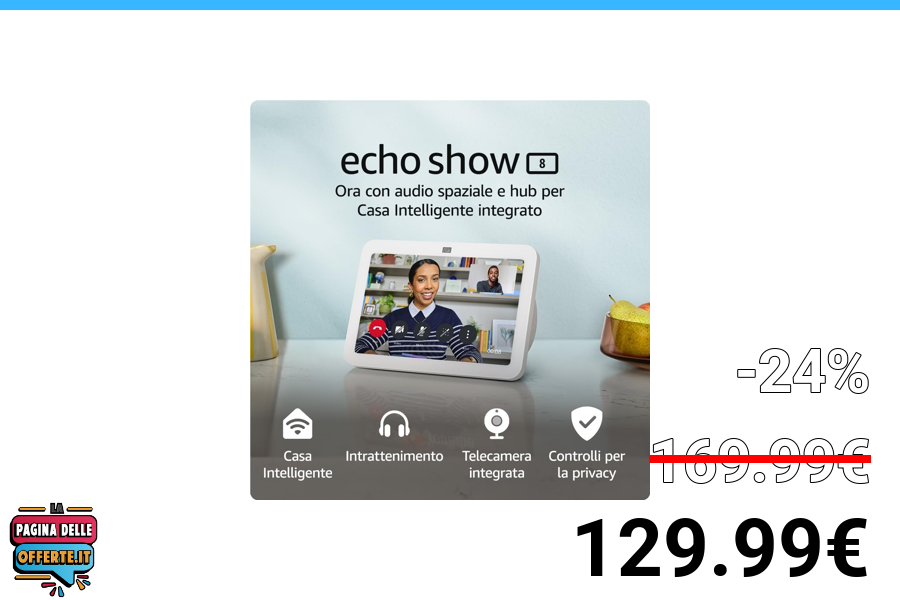 echo show 8
Ora con audio spaziale e hub per
Casa Intelligente integrato
Casa
Intelligente
Intrattenimento
Telecamera
integrata
Controlli per
la privacy
-24%
169.99€
129.99€
LA
PAGINA DELLE
OFFERTE.IT